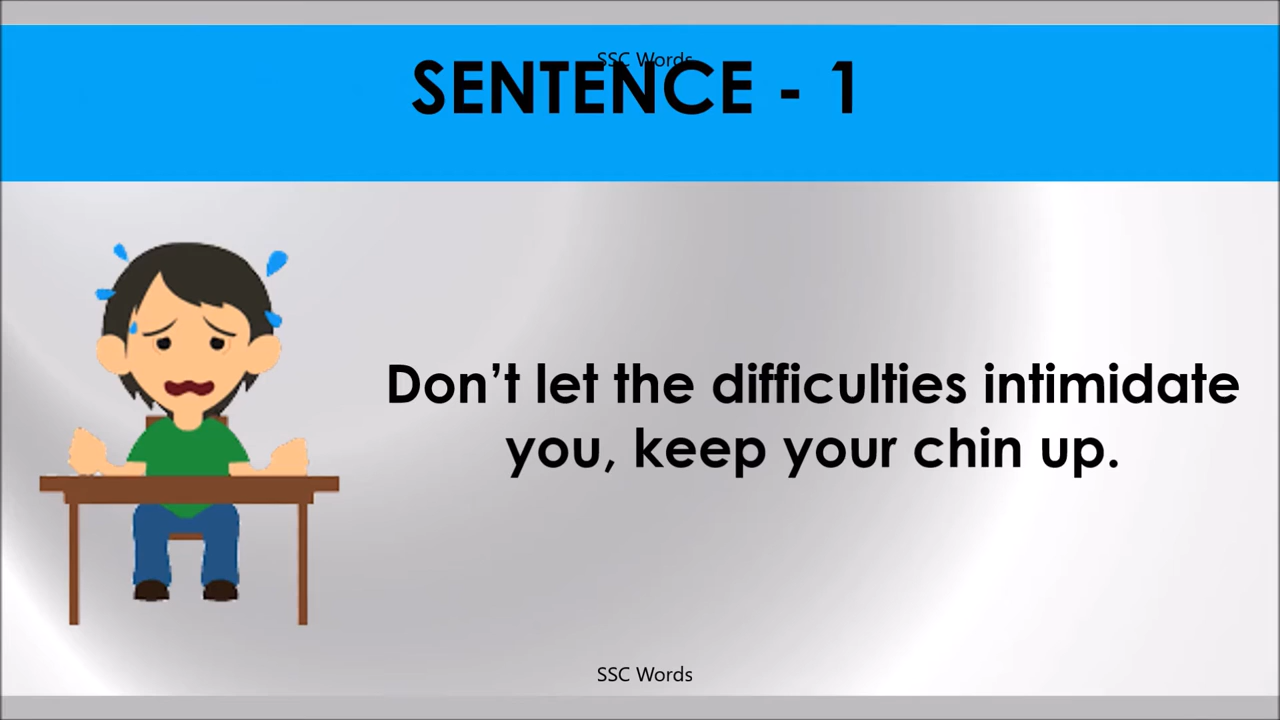 SSC Words
SENTENCE - 1
Don’t let the difficulties intimidate
you, keep your chin up.
SSC Words